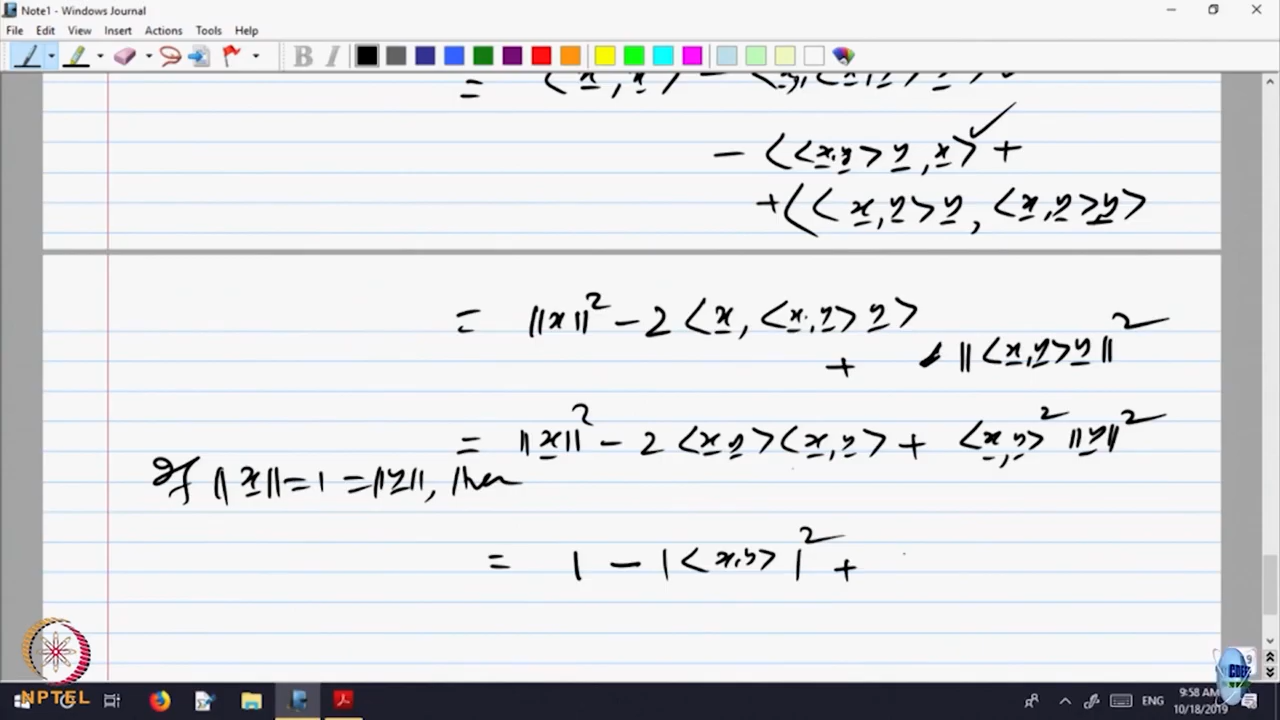 Note1 - Windows Journal
File Edit View Insert Actions Tools Help
B I
= <x, x> - <x, <x, y> y>
- <<x, y> y, x> ✓ +
+ <<x, y> y, <x, y> y>
= ||x||² - 2 <x, <x, y> y>
+ ||<x, y> y||²
= ||x||² - 2 <x, y> <x, y> + <x, y>² ||y||²
If ||x|| = 1 = ||y||, then
= 1 - |<x, y>|² +
NPTEL
ENG
9:58 AM
10/18/2019